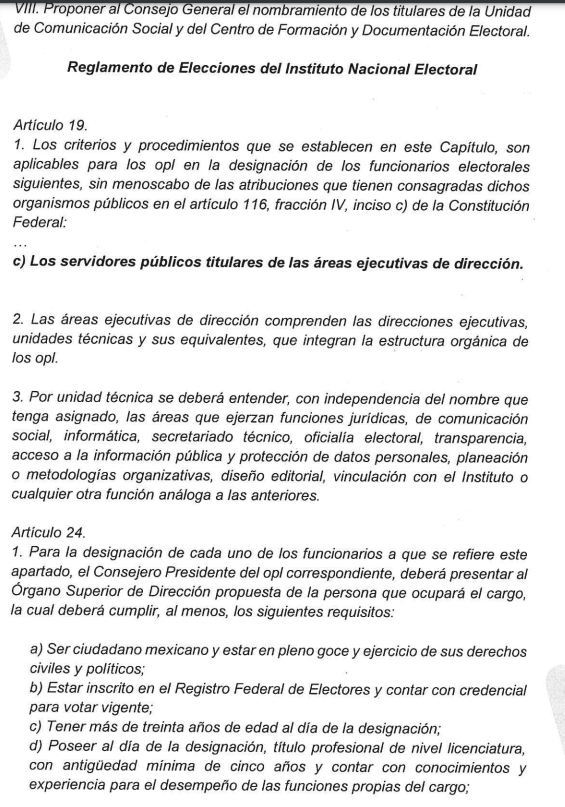 VIII. Proponer al Consejo General el nombramiento de los titulares de la Unidad
de Comunicación Social y del Centro de Formación y Documentación Electoral.
Reglamento de Elecciones del Instituto Nacional Electoral
Artículo 19.
1. Los criterios y procedimientos que se establecen en este Capítulo, son
aplicables para los opl en la designación de los funcionarios electorales
siguientes, sin menoscabo de las atribuciones que tienen consagradas dichos
organismos públicos en el artículo 116, fracción IV, inciso c) de la Constitución
Federal:
...
c) Los servidores públicos titulares de las áreas ejecutivas de dirección.
2. Las áreas ejecutivas de dirección comprenden las direcciones ejecutivas,
unidades técnicas y sus equivalentes, que integran la estructura orgánica de
los opl.
3. Por unidad técnica se deberá entender, con independencia del nombre que
tenga asignado, las áreas que ejerzan funciones jurídicas, de comunicación
social, informática, secretariado técnico, oficialía electoral, transparencia,
acceso a la información pública y protección de datos personales, planeación
o metodologías organizativas, diseño editorial, vinculación con el Instituto o
cualquier otra función análoga a las anteriores.
Artículo 24.
1. Para la designación de cada uno de los funcionarios a que se refiere este
apartado, el Consejero Presidente del opl correspondiente, deberá presentar al
Órgano Superior de Dirección propuesta de la persona que ocupará el cargo,
la cual deberá cumplir, al menos, los siguientes requisitos:
a) Ser ciudadano mexicano y estar en pleno goce y ejercicio de sus derechos
civiles y políticos;
b) Estar inscrito en el Registro Federal de Electores y contar con credencial
para votar vigente;
c) Tener más de treinta años de edad al día de la designación;
d) Poseer al día de la designación, título profesional de nivel licenciatura,
con antigüedad mínima de cinco años y contar con conocimientos y
experiencia para el desempeño de las funciones propias del cargo;